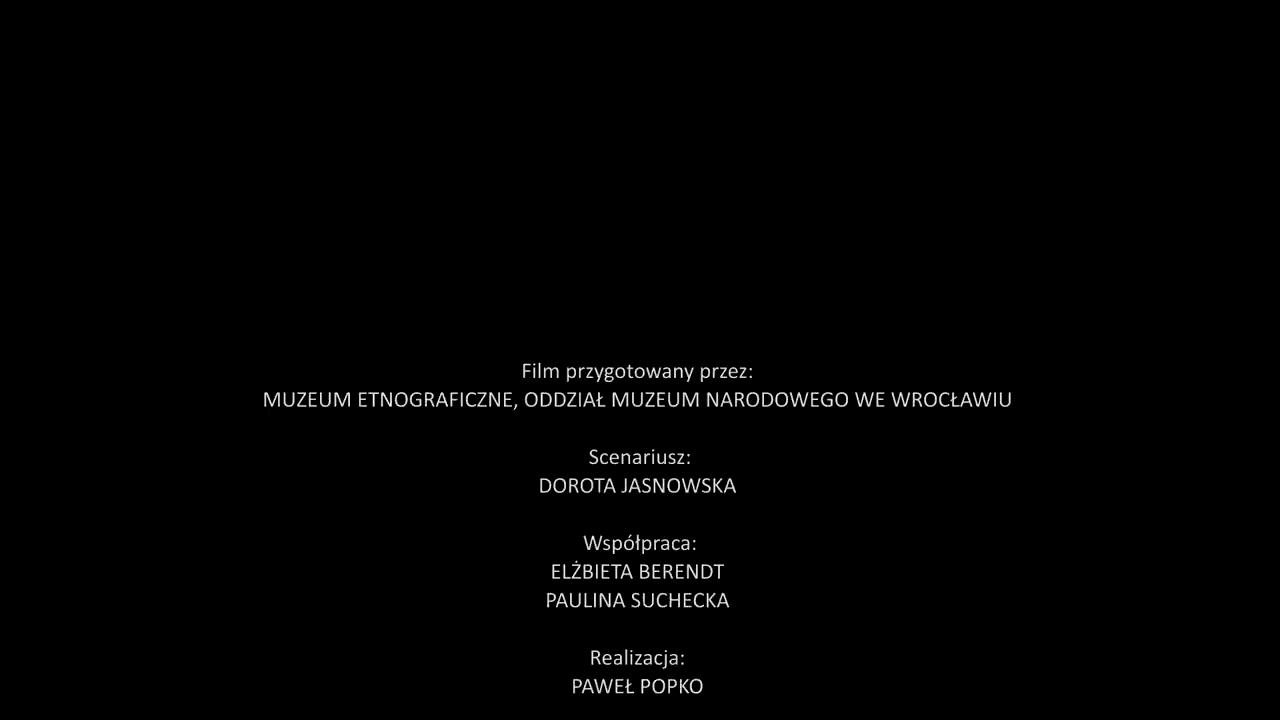 Film przygotowany przez:
MUZEUM ETNOGRAFICZNE, ODDZIAŁ MUZEUM NARODOWEGO WE WROCŁAWIU
Scenariusz:
DOROTA JASNOWSKA
Współpraca:
ELŻBIETA BERENDT
PAULINA SUCHECKA
Realizacja:
PAWEŁ POPKO